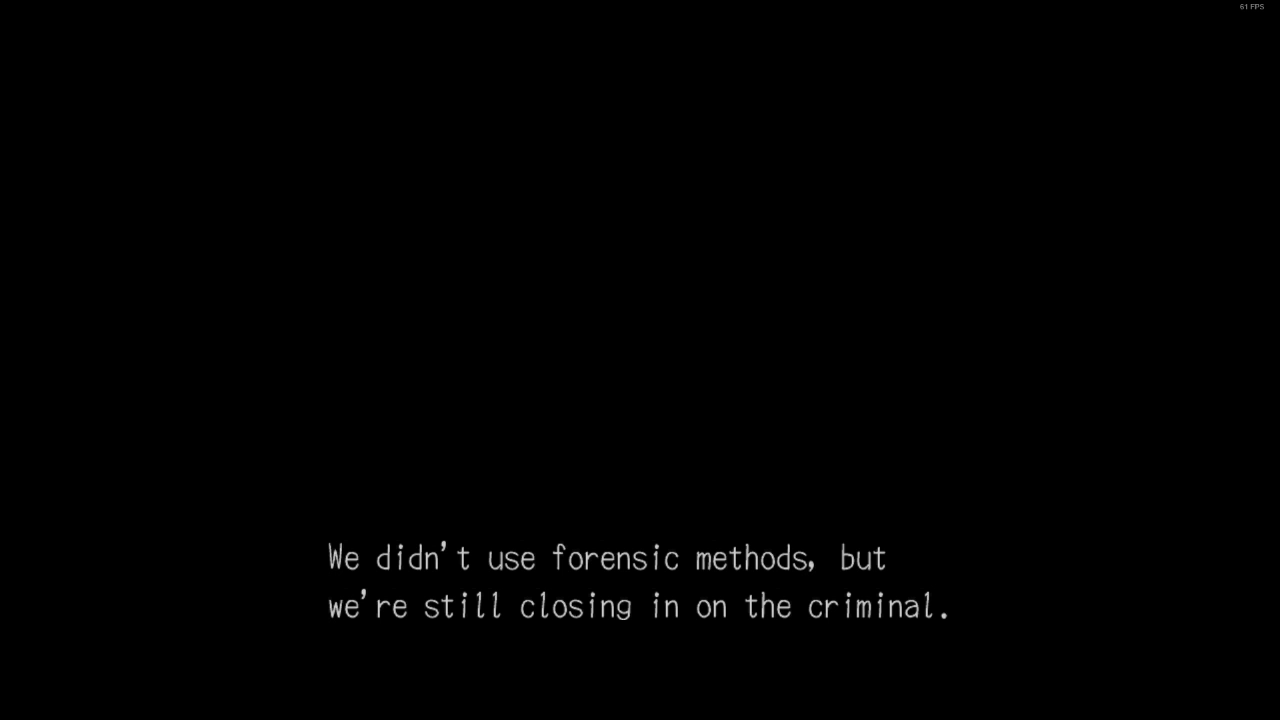 61 FPS
We didn't use forensic methods, but
we're still closing in on the criminal.